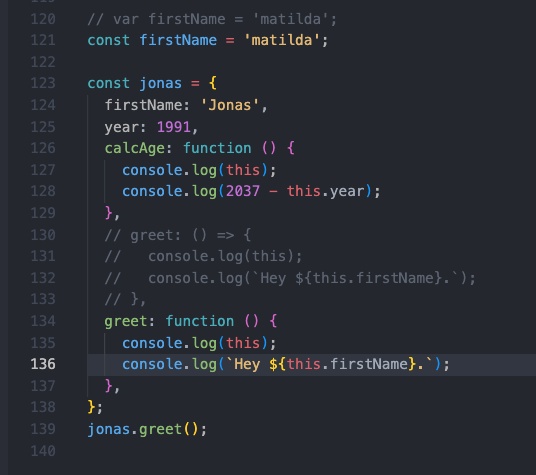 120 // var firstName = 'matilda';
121 const firstName = 'matilda';
122
123 const jonas = {
124   firstName: 'Jonas',
125   year: 1991,
126   calcAge: function () {
127     console.log(this);
128     console.log(2037 - this.year);
129   },
130   // greet: () => {
131   //   console.log(this);
132   //   console.log(`Hey ${this.firstName}.`);
133   // },
134   greet: function () {
135     console.log(this);
136     console.log(`Hey ${this.firstName}.`);
137   },
138 };
139 jonas.greet();
140